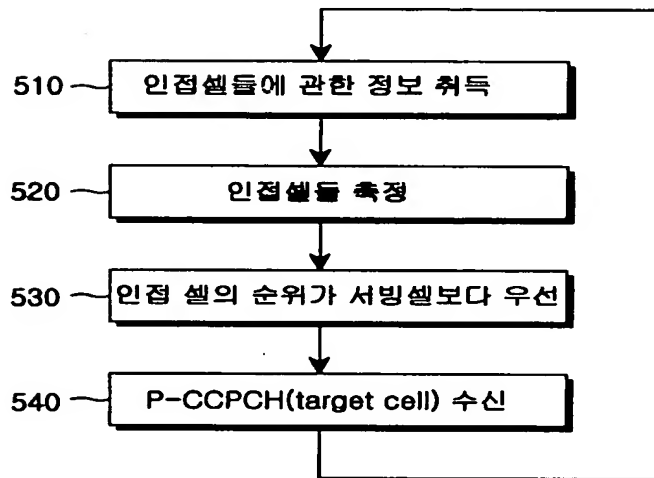 510
인접셀들에 관한 정보 취득
520
인접셀들 측정
530
인접 셀의 순위가 서빙셀보다 우선
540
P-CCPCH(target cell) 수신